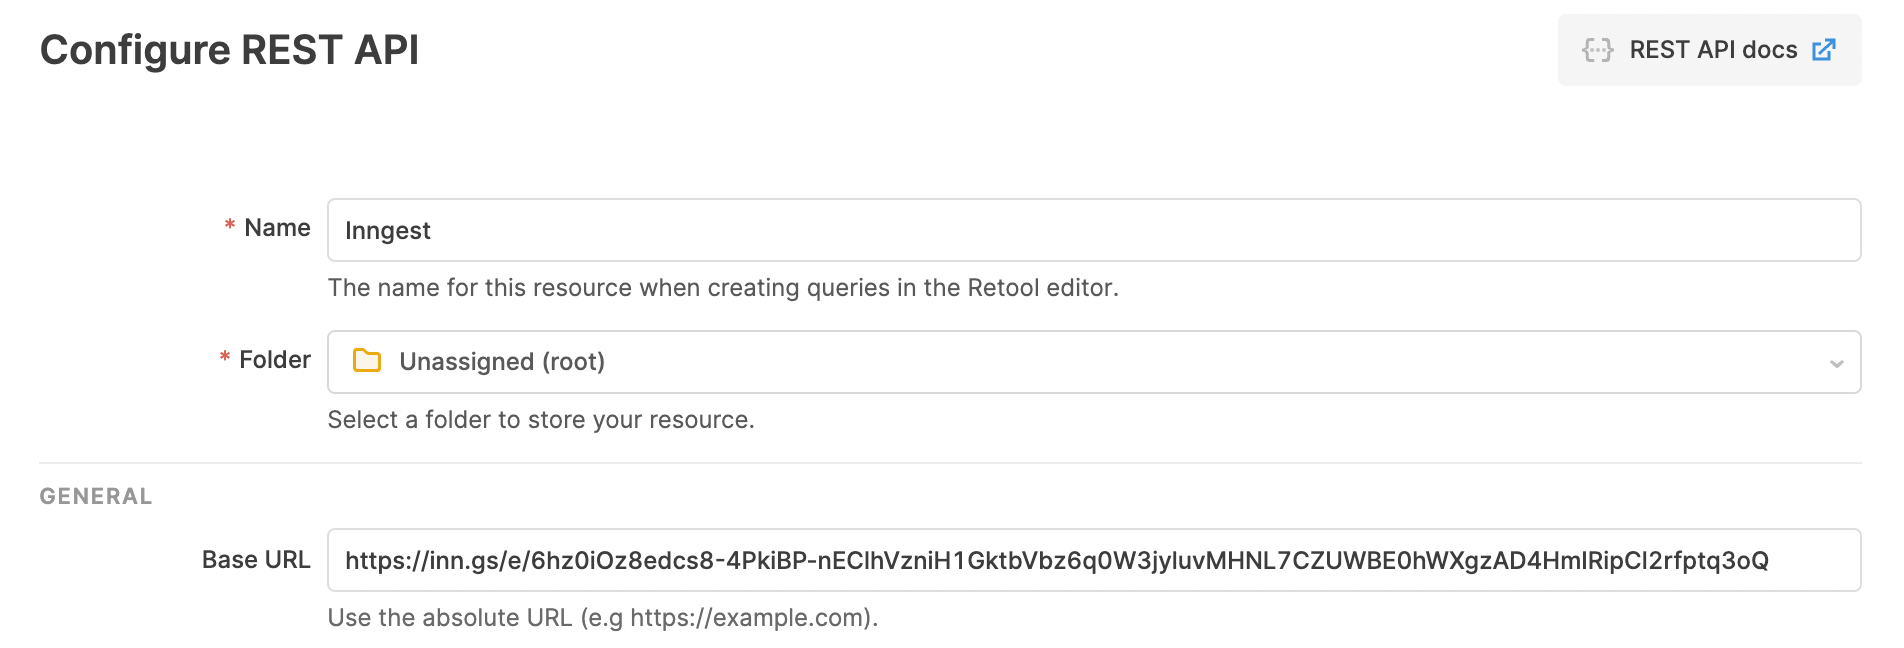 Configure REST API
REST API docs
* Name
Inngest
The name for this resource when creating queries in the Retool editor.
* Folder
Unassigned (root)
Select a folder to store your resource.
GENERAL
Base URL
https://inn.gs/e/6hz0iOz8edcs8-4PkiBP-nEClhVzniH1GktbVbz6q0W3jyluvMHNL7CZUWBE0hWXgzAD4HmlRipCl2rfptq3oQ
Use the absolute URL (e.g https://example.com).